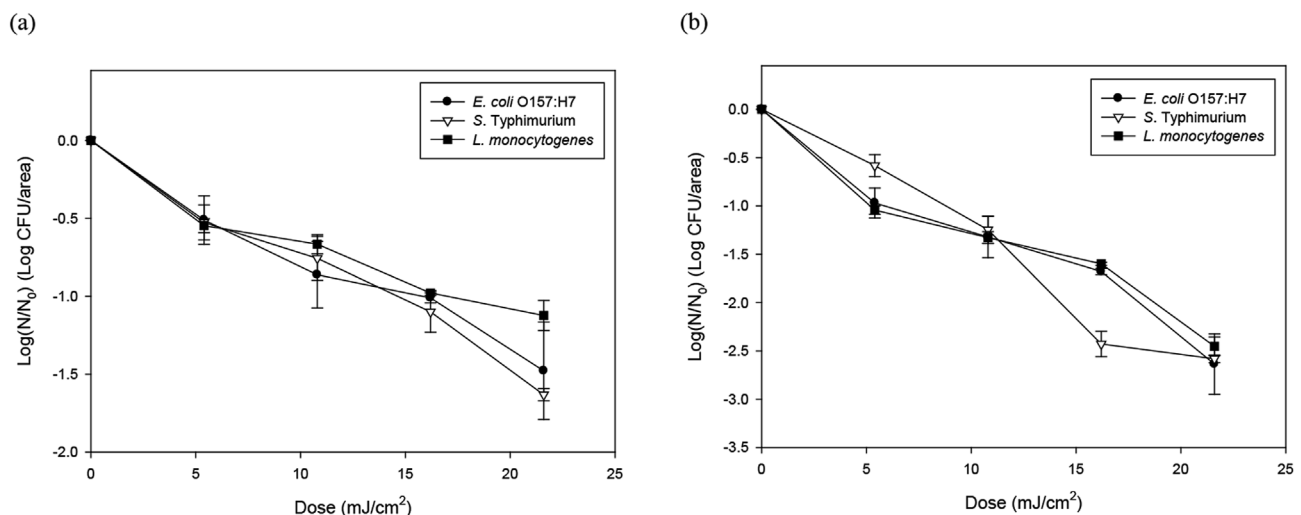 (a)
E. coli O157:H7
S. Typhimurium
L. monocytogenes
0.0
-0.5
-1.0
-1.5
-2.0
Log(N/N₀) (Log CFU/area)
0 5 10 15 20 25
Dose (mJ/cm²)
(b)
E. coli O157:H7
S. Typhimurium
L. monocytogenes
0.0
-0.5
-1.0
-1.5
-2.0
-2.5
-3.0
-3.5
Log(N/N₀) (Log CFU/area)
0 5 10 15 20 25
Dose (mJ/cm²)